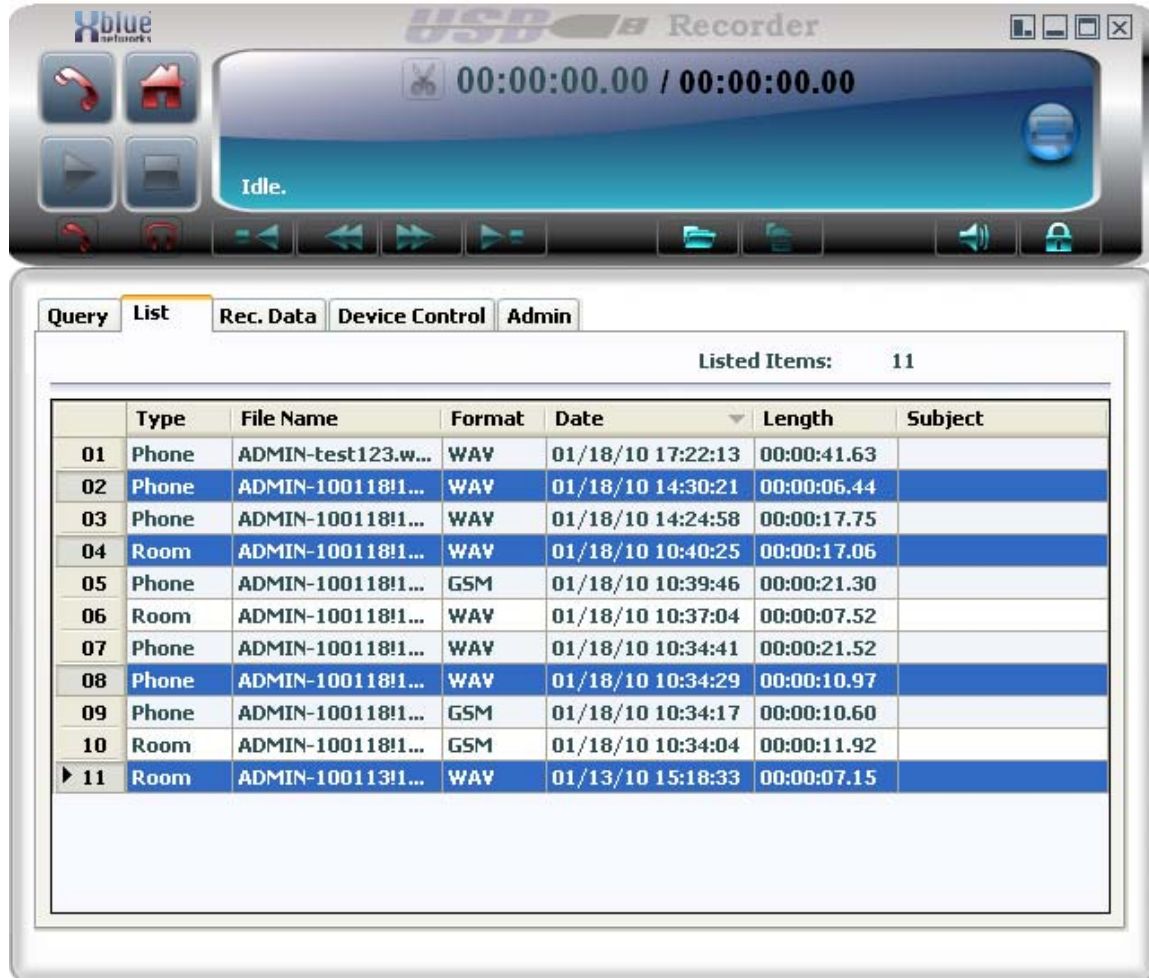 Xblue
networks
USB Recorder
00:00:00.00 / 00:00:00.00
Idle.
Query List Rec. Data Device Control Admin
Listed Items: 11
Type File Name Format Date Length Subject
01 Phone ADMIN-test123.w... WAV 01/18/10 17:22:13 00:00:41.63
02 Phone ADMIN-100118!1... WAV 01/18/10 14:30:21 00:00:06.44
03 Phone ADMIN-100118!1... WAV 01/18/10 14:24:58 00:00:17.75
04 Room ADMIN-100118!1... WAV 01/18/10 10:40:25 00:00:17.06
05 Phone ADMIN-100118!1... GSM 01/18/10 10:39:46 00:00:21.30
06 Room ADMIN-100118!1... WAV 01/18/10 10:37:04 00:00:07.52
07 Phone ADMIN-100118!1... WAV 01/18/10 10:34:41 00:00:21.52
08 Phone ADMIN-100118!1... WAV 01/18/10 10:34:29 00:00:10.97
09 Phone ADMIN-100118!1... GSM 01/18/10 10:34:17 00:00:10.60
10 Room ADMIN-100118!1... GSM 01/18/10 10:34:04 00:00:11.92
11 Room ADMIN-100113!1... WAV 01/13/10 15:18:33 00:00:07.15